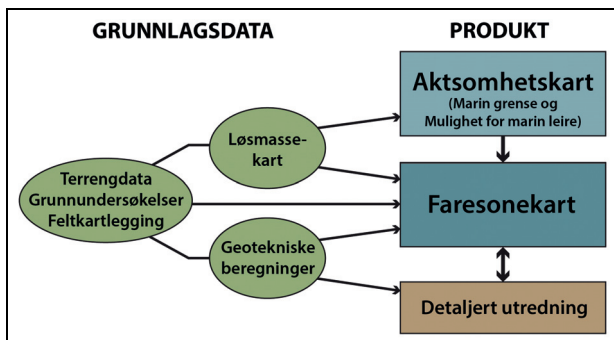 GRUNNLAGSDATA
PRODUKT
Aktsomhetskart
(Marin grense og
Mulighet for marin leire)
Løsmasse-
kart
Terrengdata
Grunnundersøkelser
Feltkartlegging
Faresonekart
Geotekniske
beregninger
Detaljert utredning